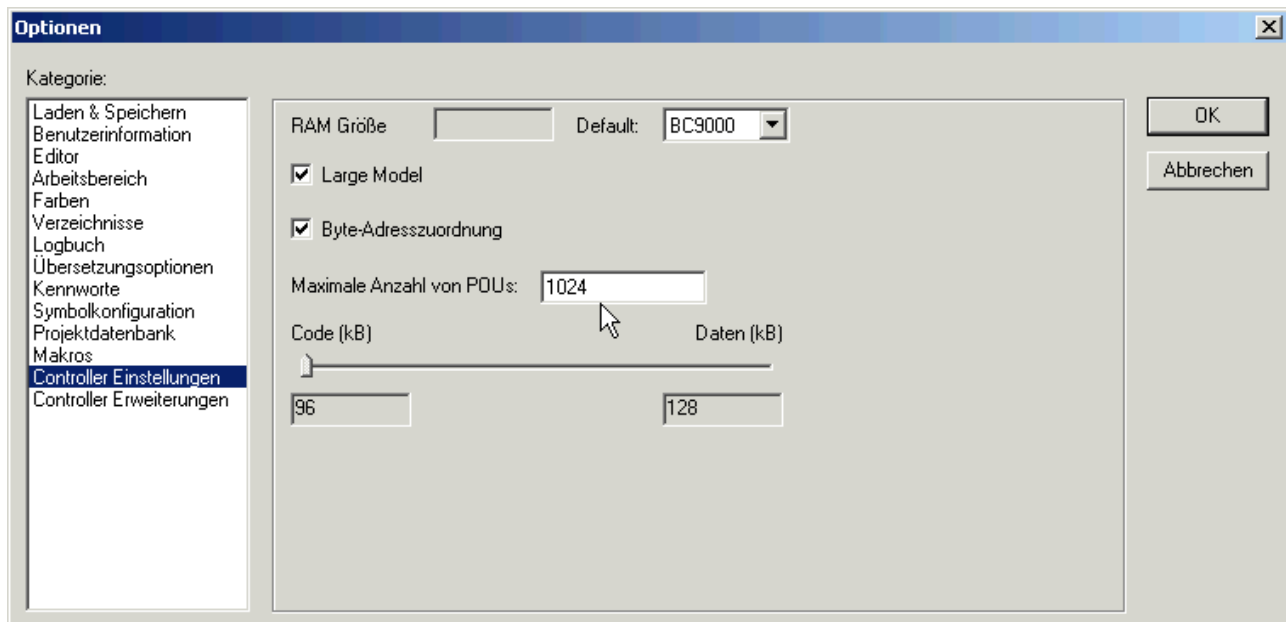 Optionen
Kategorie:
Laden & Speichern
Benutzerinformation
Editor
Arbeitsbereich
Farben
Verzeichnisse
Logbuch
Übersetzungsoptionen
Kennworte
Symbolkonfiguration
Projektdatenbank
Makros
Controller Einstellungen
Controller Erweiterungen
RAM Größe Default: BC9000
Large Model
Byte-Adresszuordnung
Maximale Anzahl von POUs: 1024
Code (kB) Daten (kB)
96 128
OK
Abbrechen